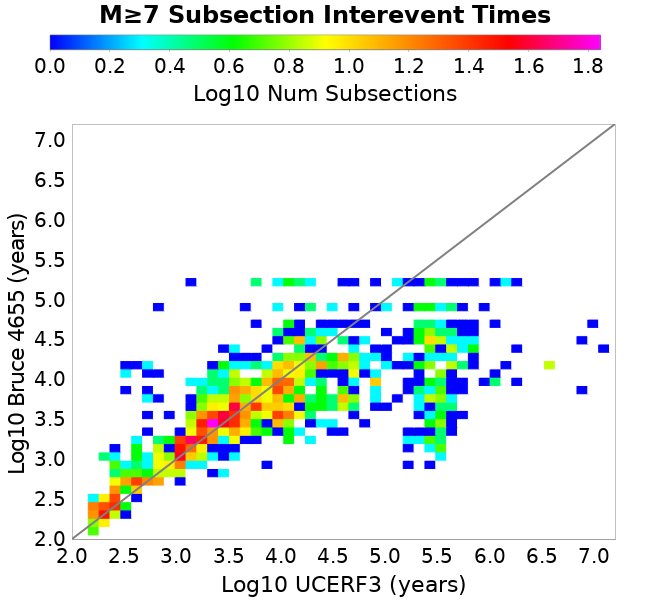 M≥7 Subsection Interevent Times
0.0 0.2 0.4 0.6 0.8 1.0 1.2 1.4 1.6 1.8
Log10 Num Subsections
7.0
6.5
6.0
5.5
5.0
4.5
4.0
3.5
3.0
2.5
2.0
Log10 Bruce 4655 (years)
2.0 2.5 3.0 3.5 4.0 4.5 5.0 5.5 6.0 6.5 7.0
Log10 UCERF3 (years)